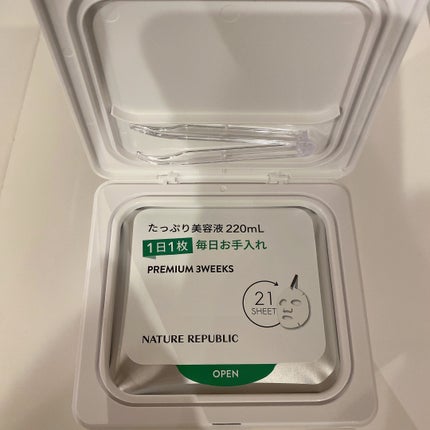 たっぷり美容液 220mL
1日1枚 毎日お手入れ
PREMIUM 3WEEKS
21
SHEET
NATURE REPUBLIC
OPEN